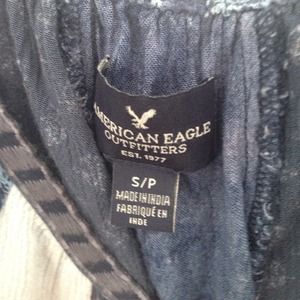 AMERICAN EAGLE
OUTFITTERS
EST. 1977
S/P
MADE IN INDIA
FABRIQUÉ EN
INDE